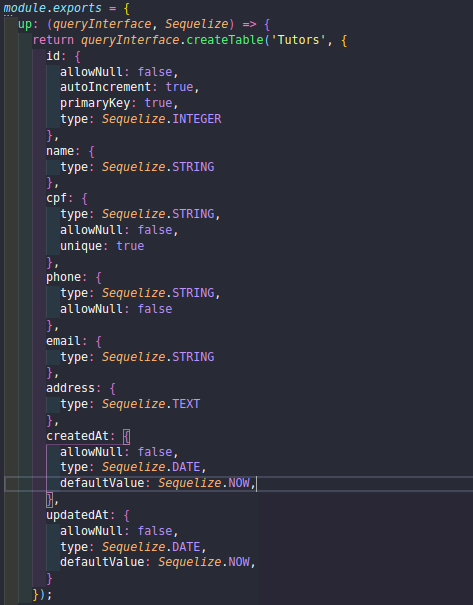 module.exports = {
  up: (queryInterface, Sequelize) => {
    return queryInterface.createTable('Tutors', {
      id: {
        allowNull: false,
        autoIncrement: true,
        primaryKey: true,
        type: Sequelize.INTEGER
      },
      name: {
        type: Sequelize.STRING
      },
      cpf: {
        type: Sequelize.STRING,
        allowNull: false,
        unique: true
      },
      phone: {
        type: Sequelize.STRING,
        allowNull: false
      },
      email: {
        type: Sequelize.STRING
      },
      address: {
        type: Sequelize.TEXT
      },
      createdAt: {
        allowNull: false,
        type: Sequelize.DATE,
        defaultValue: Sequelize.NOW,
      },
      updatedAt: {
        allowNull: false,
        type: Sequelize.DATE,
        defaultValue: Sequelize.NOW,
      }
    });